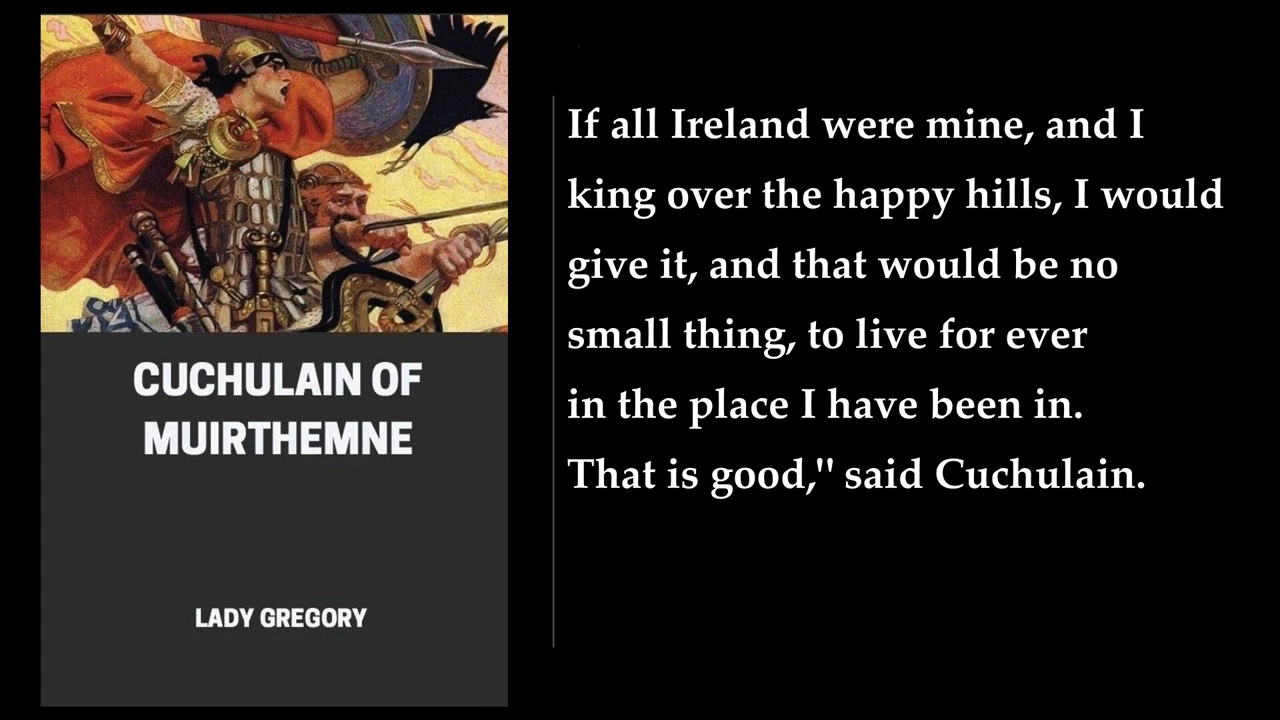 CUCHULAIN OF
MUIRTHEMNE
LADY GREGORY
If all Ireland were mine, and I
king over the happy hills, I would
give it, and that would be no
small thing, to live for ever
in the place I have been in.
That is good," said Cuchulain.